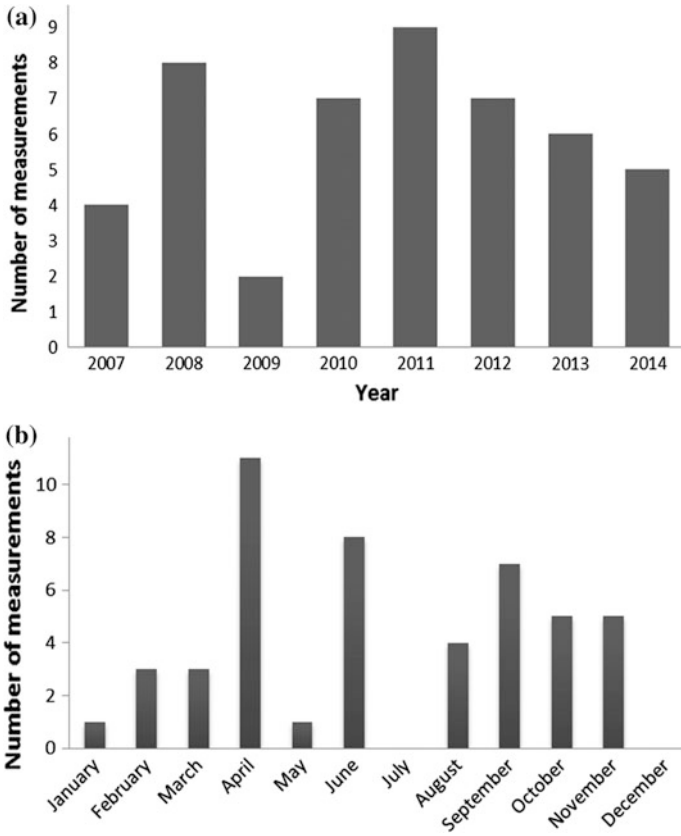 (a)
Number of measurements
9
8
7
6
5
4
3
2
1
0
2007 2008 2009 2010 2011 2012 2013 2014
Year
(b)
Number of measurements
10
8
6
4
2
0
January February March April May June July August September October November December